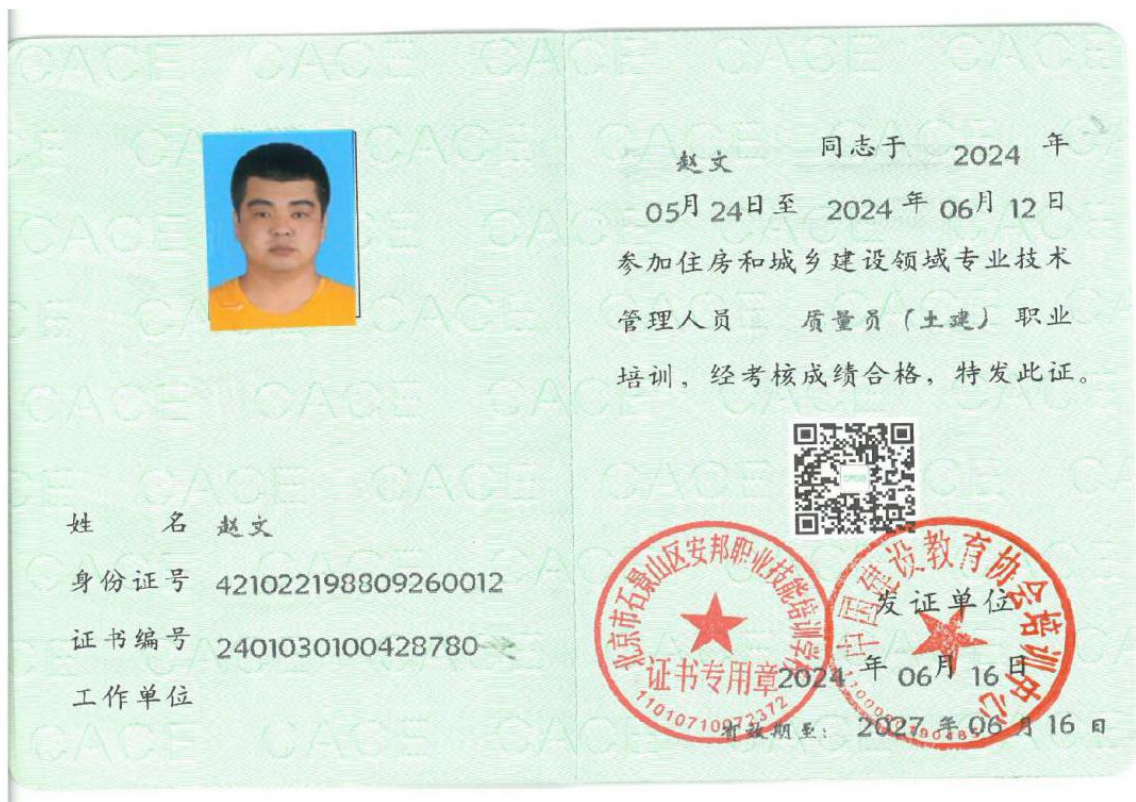 姓名 赵文
身份证号 421022198809260012
证书编号 2401030100428780
工作单位
赵文 同志于 2024 年
05月 24日至 2024 年 06月 12日
参加住房和城乡建设领域专业技术
管理人员 质量员（土建）职业
培训，经考核成绩合格，特发此证。
北京市石景山区安邦职业技能培训学校
证书专用章
11010710072372
中国建设教育协会培训中心
发证单位
2024 年 06月 16日
有效期至： 2027 年 06 月 16 日
CACE